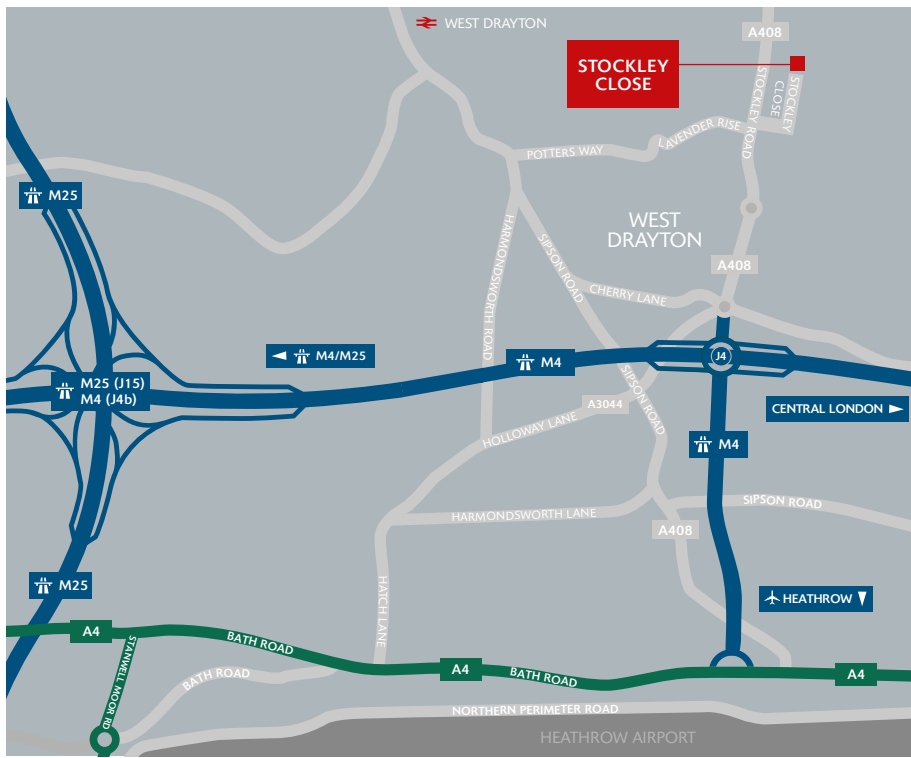 WEST DRAYTON
A408
STOCKLEY
CLOSE
STOCKLEY ROAD
STOCKLEY
CLOSE
LAVENDER RISE
POTTERS WAY
M25
WEST
DRAYTON
HARMONDSWORTH ROAD
SIPSON ROAD
A408
CHERRY LANE
M4/M25
M4
J4
M25 (J15)
M4 (J4b)
SIPSON ROAD
A3044
CENTRAL LONDON
HOLLOWAY LANE
M4
SIPSON ROAD
HARMONDSWORTH LANE
A408
M25
HATCH LANE
HEATHROW
A4
BATH ROAD
STANWELL MOOR RD
BATH ROAD
A4
BATH ROAD
A4
NORTHERN PERIMETER ROAD
HEATHROW AIRPORT